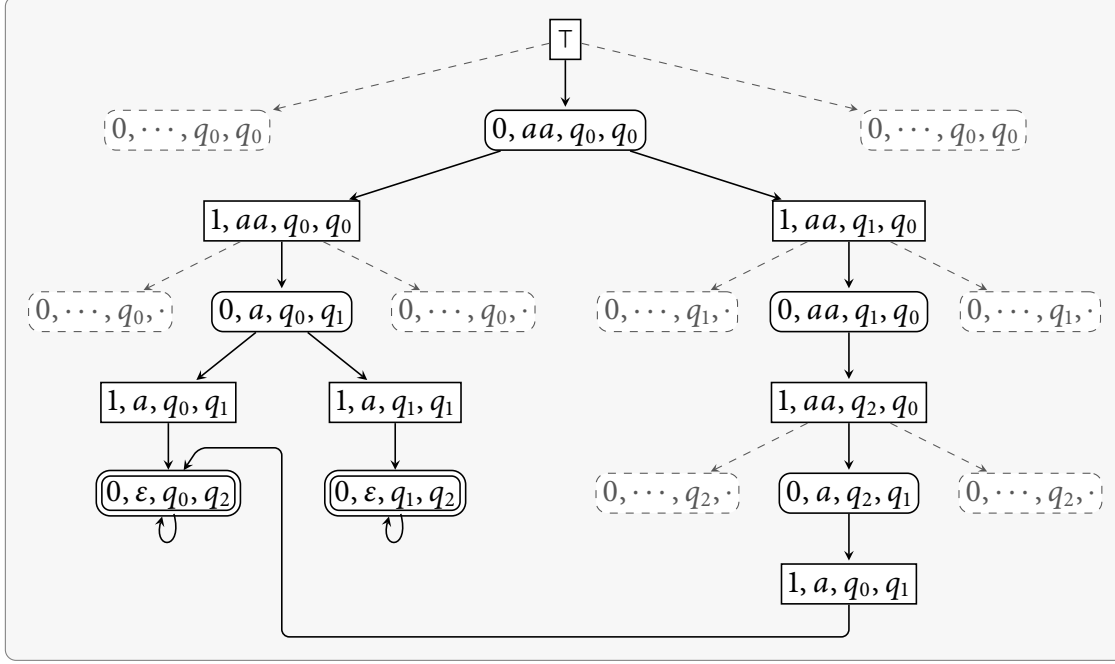 ⊤
0, ⋯, q₀, q₀
0, aa, q₀, q₀
0, ⋯, q₀, q₀
1, aa, q₀, q₀
1, aa, q₁, q₀
0, ⋯, q₀, ·
0, a, q₀, q₁
0, ⋯, q₀, ·
0, ⋯, q₁, ·
0, aa, q₁, q₀
0, ⋯, q₁, ·
1, a, q₀, q₁
1, a, q₁, q₁
1, aa, q₂, q₀
0, ε, q₀, q₂
0, ε, q₁, q₂
0, ⋯, q₂, ·
0, a, q₂, q₁
0, ⋯, q₂, ·
1, a, q₀, q₁